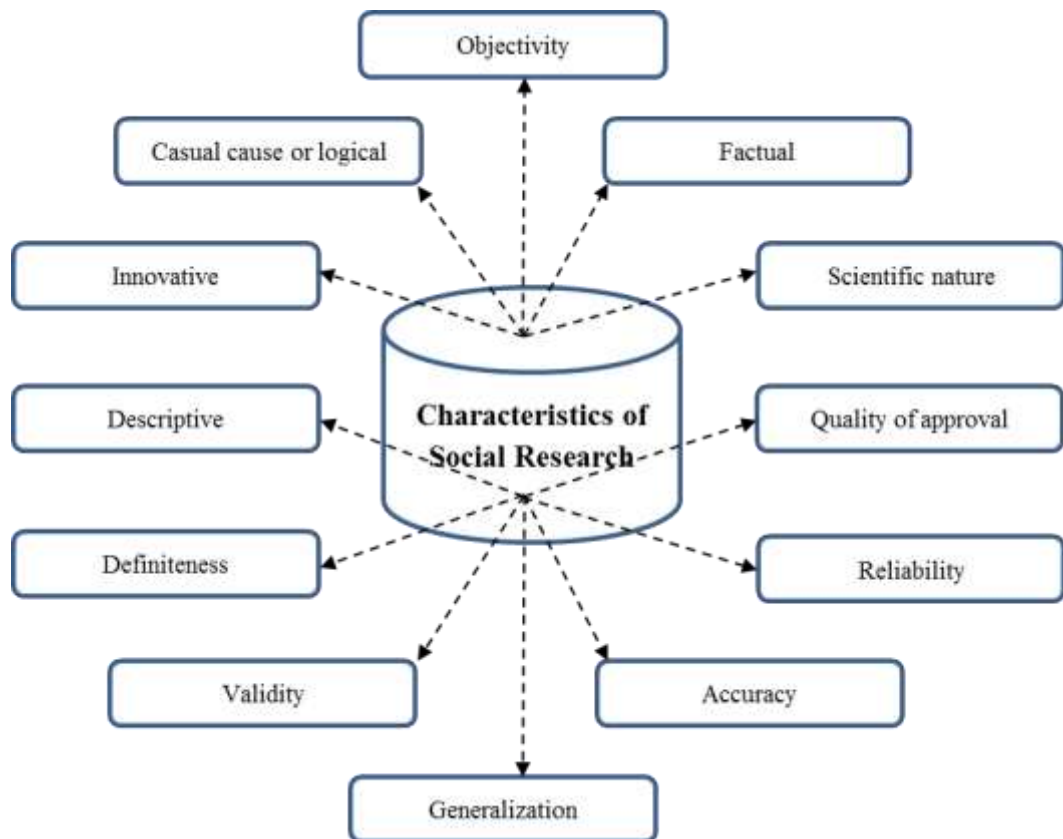 Objectivity
Casual cause or logical
Factual
Innovative
Scientific nature
Characteristics of
Social Research
Descriptive
Quality of approval
Definiteness
Reliability
Validity
Accuracy
Generalization